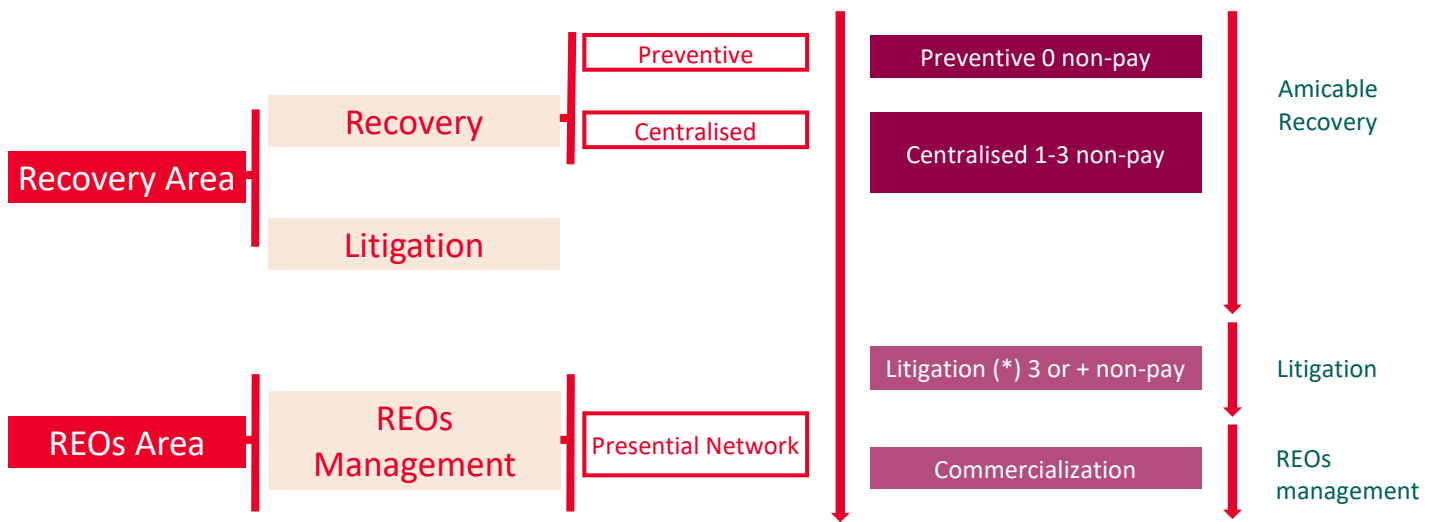 Preventive
Preventive 0 non-pay
Amicable
Recovery
Recovery
Centralised
Centralised 1-3 non-pay
Recovery Area
Litigation
Litigation (*) 3 or + non-pay
Litigation
REOs
Management
REOs Area
Presential Network
Commercialization
REOs
management